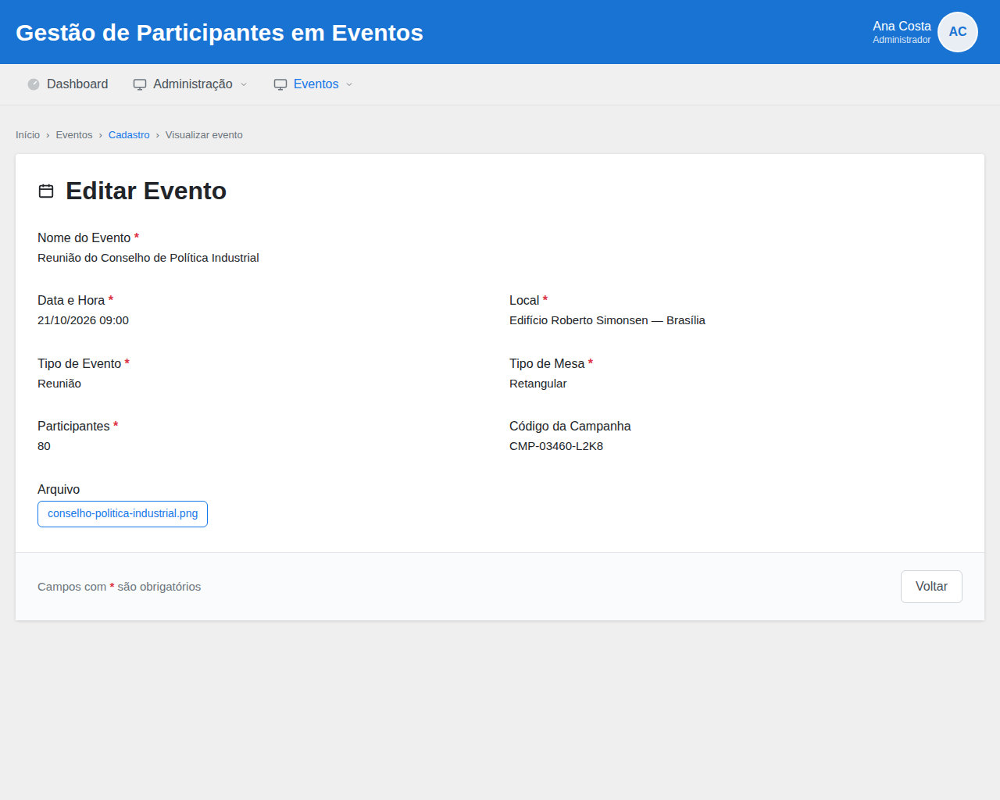 Gestão de Participantes em Eventos
Ana Costa
Administrador
AC
Dashboard
Administração
Eventos
Início › Eventos › Cadastro › Visualizar evento
Editar Evento
Nome do Evento *
Reunião do Conselho de Política Industrial
Data e Hora *
21/10/2026 09:00
Local *
Edifício Roberto Simonsen — Brasília
Tipo de Evento *
Reunião
Tipo de Mesa *
Retangular
Participantes *
80
Código da Campanha
CMP-03460-L2K8
Arquivo
conselho-politica-industrial.png
Campos com * são obrigatórios
Voltar